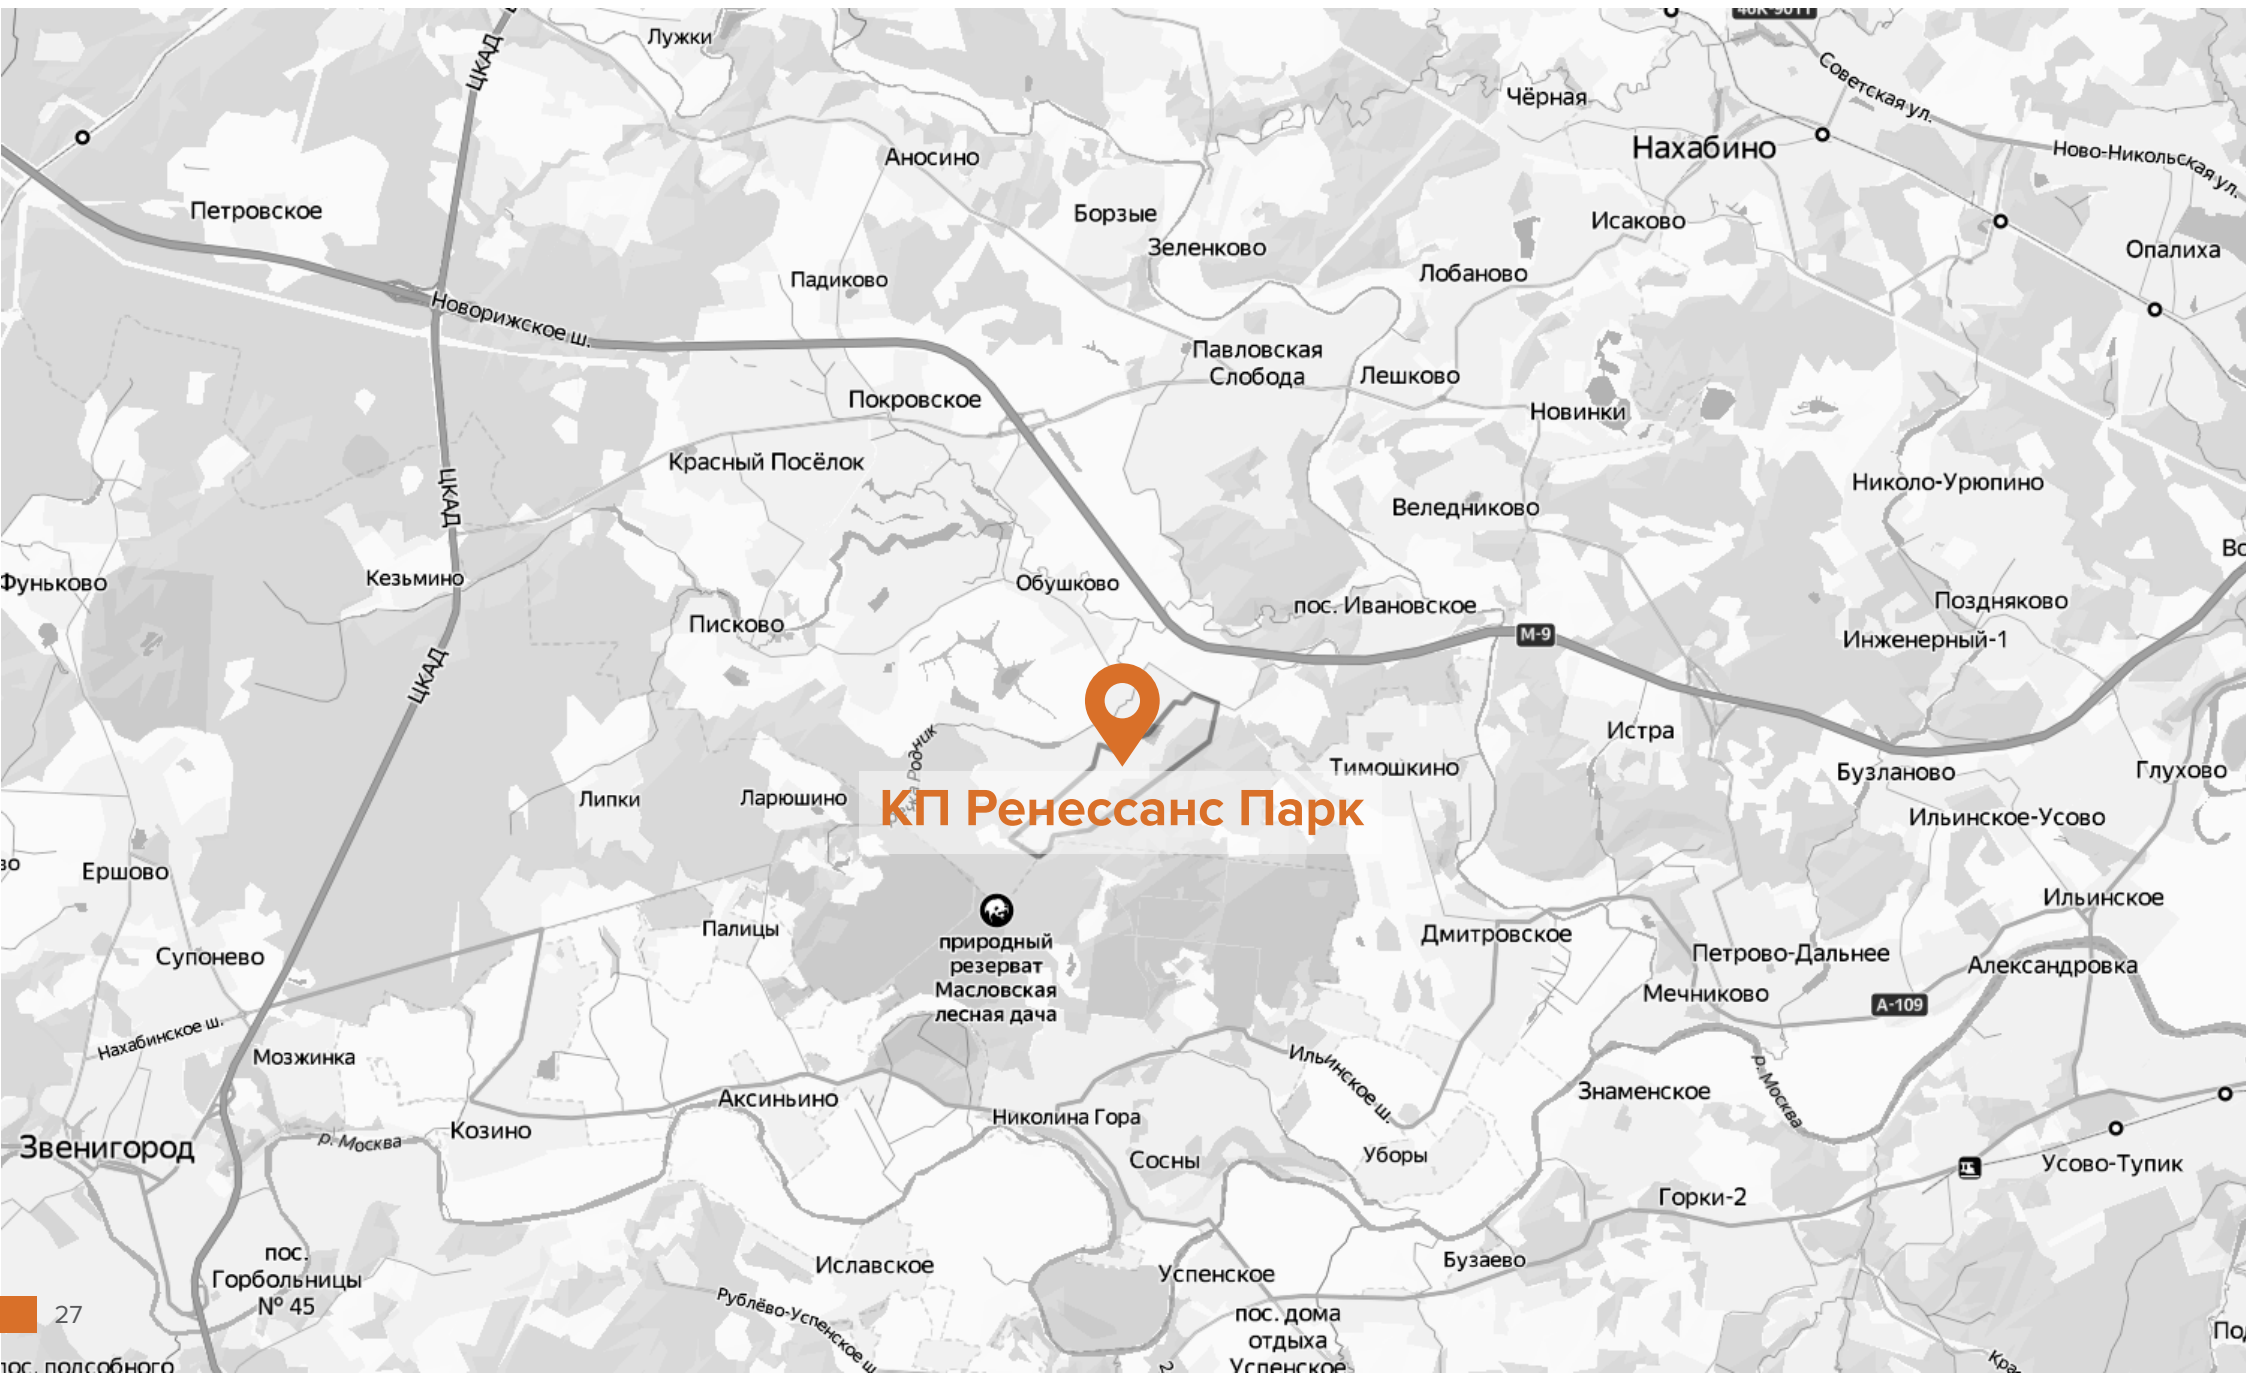 Лужки
ЦКАД
46К-9011
Советская ул.
Чёрная
Нахабино
Ново-Никольская ул.
Аносино
Петровское
Борзые
Исаково
Зеленково
Опалиха
Лобаново
Падиково
Новорижское ш.
Павловская
Слобода
Лешково
Покровское
Новинки
Красный Посёлок
Николо-Урюпино
ЦКАД
Веледниково
Фуньково
Кезьмино
Обушково
пос. Ивановское
Поздняково
Писково
М-9
Инженерный-1
ЦКАД
Истра
Тимошкино
Бузланово
Глухово
Родник
Липки
Ларюшино
КП Ренессанс Парк
Ильинское-Усово
Ершово
Ильинское
Палицы
природный
резерват
Масловская
лесная дача
Дмитровское
Супонево
Петрово-Дальнее
Александровка
Мечниково
А-109
Нахабинское ш.
Мозжинка
Ильинское ш.
р. Москва
Знаменское
Аксиньино
Николина Гора
Козино
р. Москва
Звенигород
Сосны
Уборы
Усово-Тупик
Горки-2
пос.
Горбольницы
№ 45
Иславское
Успенское
Бузаево
Рублёво-Успенское ш.
пос. дома
отдыха
Успенское
27
пос. подсобного